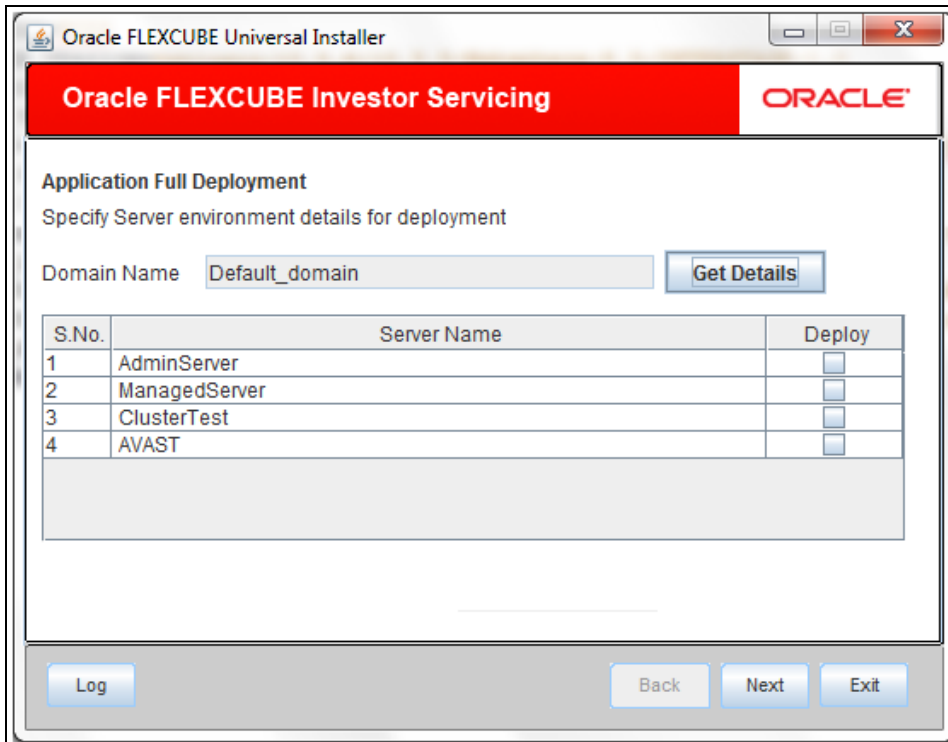 Oracle FLEXCUBE Universal Installer
Oracle FLEXCUBE Investor Servicing
ORACLE
Application Full Deployment
Specify Server environment details for deployment
Domain Name Default_domain Get Details
S.No. Server Name Deploy
1 AdminServer
2 ManagedServer
3 ClusterTest
4 AVAST
Log Back Next Exit